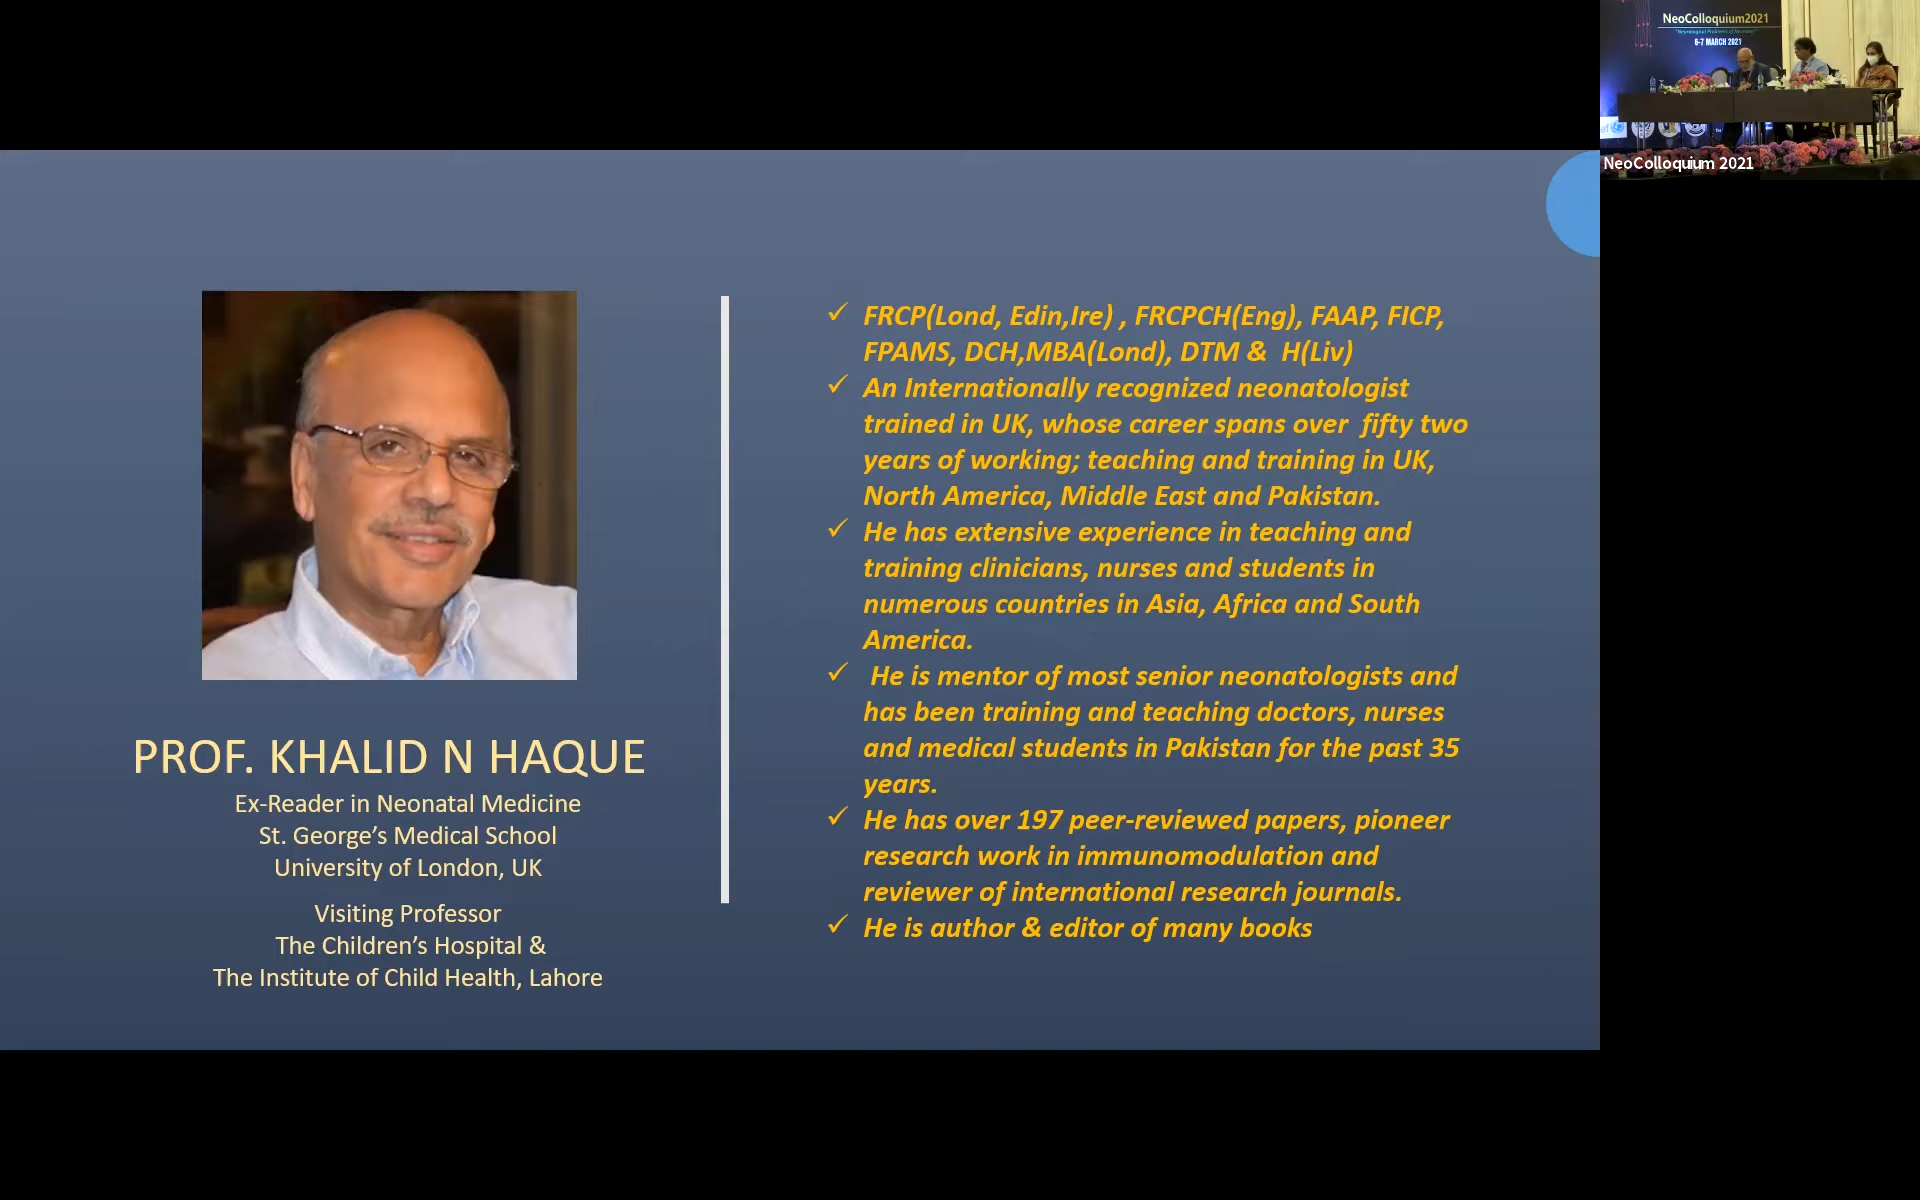 NeoColloquium2021
"Neurological Problems of Neonates"
6-7 MARCH 2021
NeoColloquium 2021
PROF. KHALID N HAQUE
Ex-Reader in Neonatal Medicine
St. George's Medical School
University of London, UK
Visiting Professor
The Children's Hospital &
The Institute of Child Health, Lahore
✓ FRCP(Lond, Edin,Ire) , FRCPCH(Eng), FAAP, FICP,
FPAMS, DCH,MBA(Lond), DTM & H(Liv)
✓ An Internationally recognized neonatologist
trained in UK, whose career spans over fifty two
years of working; teaching and training in UK,
North America, Middle East and Pakistan.
✓ He has extensive experience in teaching and
training clinicians, nurses and students in
numerous countries in Asia, Africa and South
America.
✓ He is mentor of most senior neonatologists and
has been training and teaching doctors, nurses
and medical students in Pakistan for the past 35
years.
✓ He has over 197 peer-reviewed papers, pioneer
research work in immunomodulation and
reviewer of international research journals.
✓ He is author & editor of many books